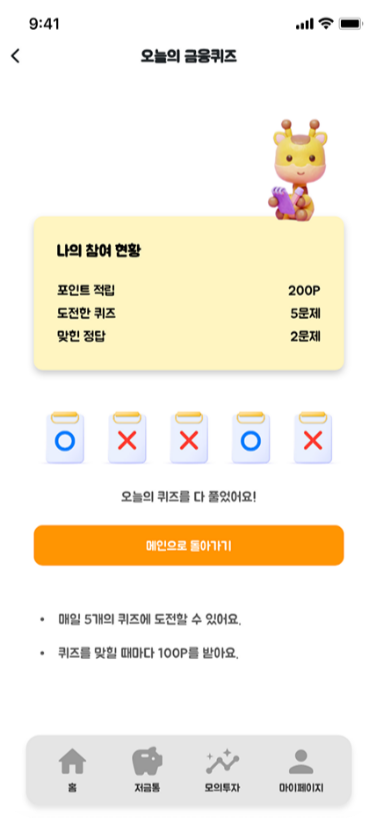 9:41
오늘의 금융퀴즈
나의 참여 현황
포인트 적립 200P
도전한 퀴즈 5문제
맞힌 정답 2문제
오늘의 퀴즈를 다 풀었어요!
메인으로 돌아가기
• 매일 5개의 퀴즈에 도전할 수 있어요.
• 퀴즈를 맞힐 때마다 100P를 받아요.
홈 저금통 모의투자 마이페이지